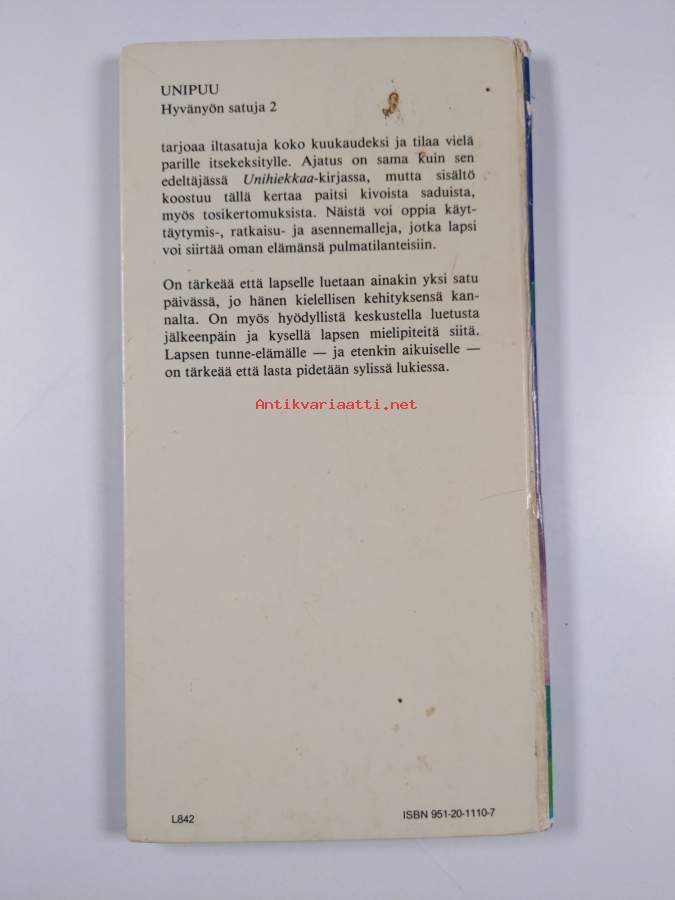 UNIPUU
Hyvänyön satuja 2
tarjoaa iltasatuja koko kuukaudeksi ja tilaa vielä
parille itsekeksitylle. Ajatus on sama kuin sen
edeltäjässä Unihiekkaa-kirjassa, mutta sisältö
koostuu tällä kertaa paitsi kivoista saduista,
myös tosikertomuksista. Näistä voi oppia käyt-
täytymis-, ratkaisu- ja asennemalleja, jotka lapsi
voi siirtää oman elämänsä pulmatilanteisiin.
On tärkeää että lapselle luetaan ainakin yksi satu
päivässä, jo hänen kielellisen kehityksensä kan-
nalta. On myös hyödyllistä keskustella luetusta
jälkeenpäin ja kysellä lapsen mielipiteitä siitä.
Lapsen tunne-elämälle — ja etenkin aikuiselle —
on tärkeää että lasta pidetään sylissä lukiessa.
Antikvariaatti.net
L842
ISBN 951-20-1110-7